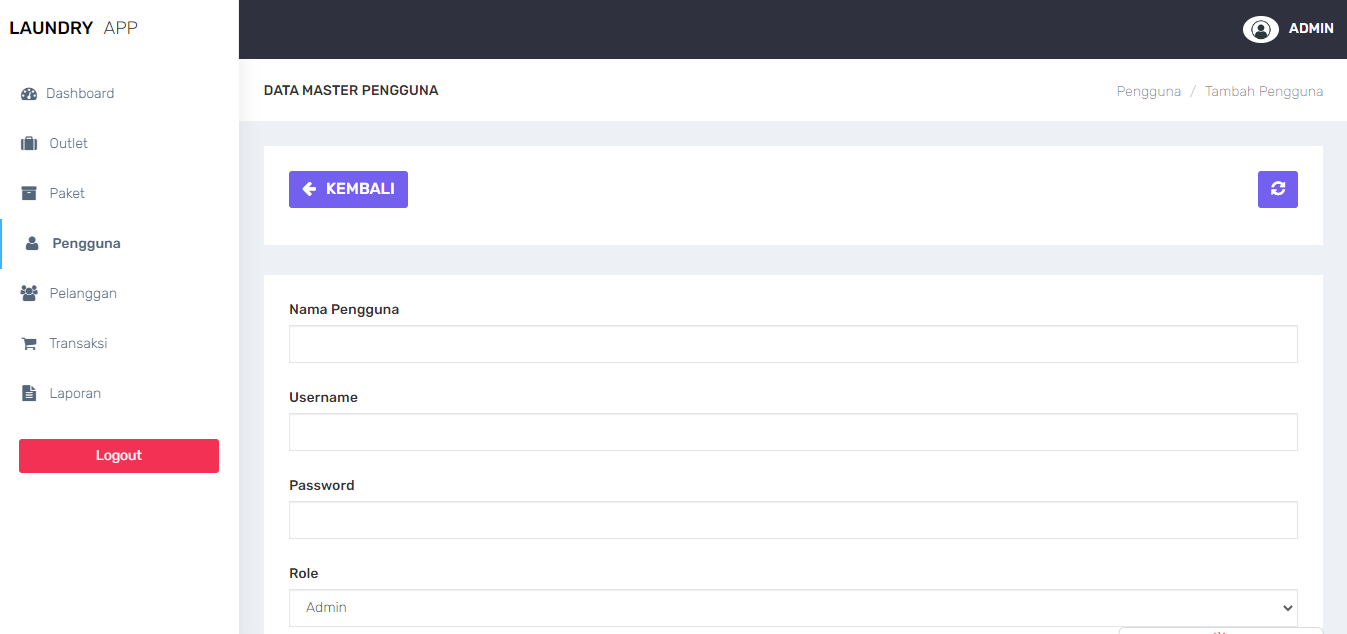 LAUNDRY APP
ADMIN
Dashboard
Outlet
Paket
Pengguna
Pelanggan
Transaksi
Laporan
Logout
DATA MASTER PENGGUNA
Pengguna / Tambah Pengguna
KEMBALI
Nama Pengguna
Username
Password
Role
Admin